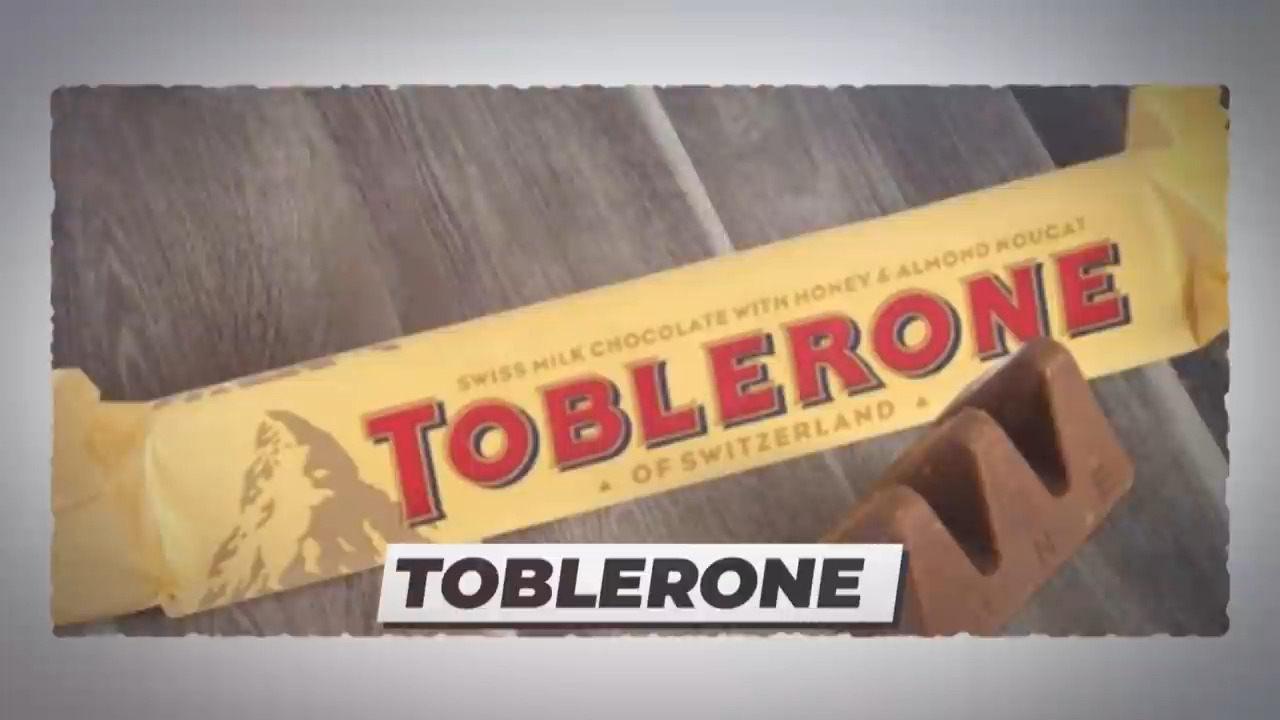 SWISS MILK CHOCOLATE WITH HONEY & ALMOND NOUGAT
TOBLERONE
OF SWITZERLAND
N
TOBLERONE